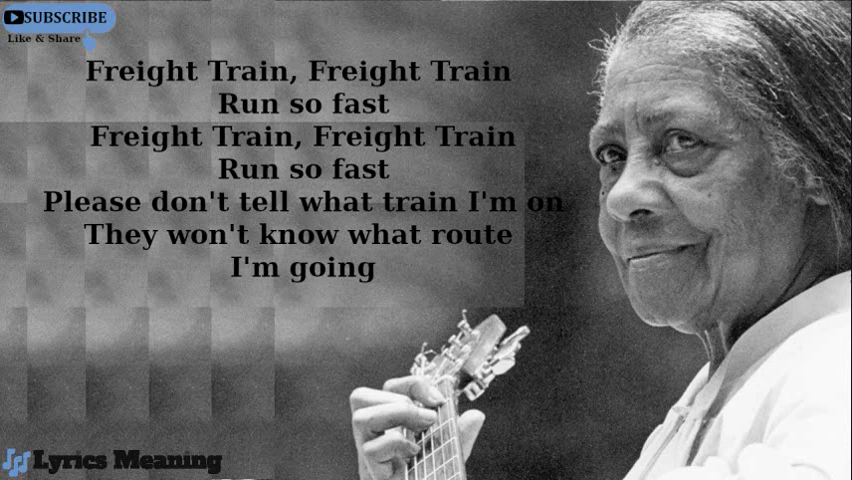 SUBSCRIBE
Like & Share
Freight Train, Freight Train
Run so fast
Freight Train, Freight Train
Run so fast
Please don't tell what train I'm on
They won't know what route
I'm going
Lyrics Meaning